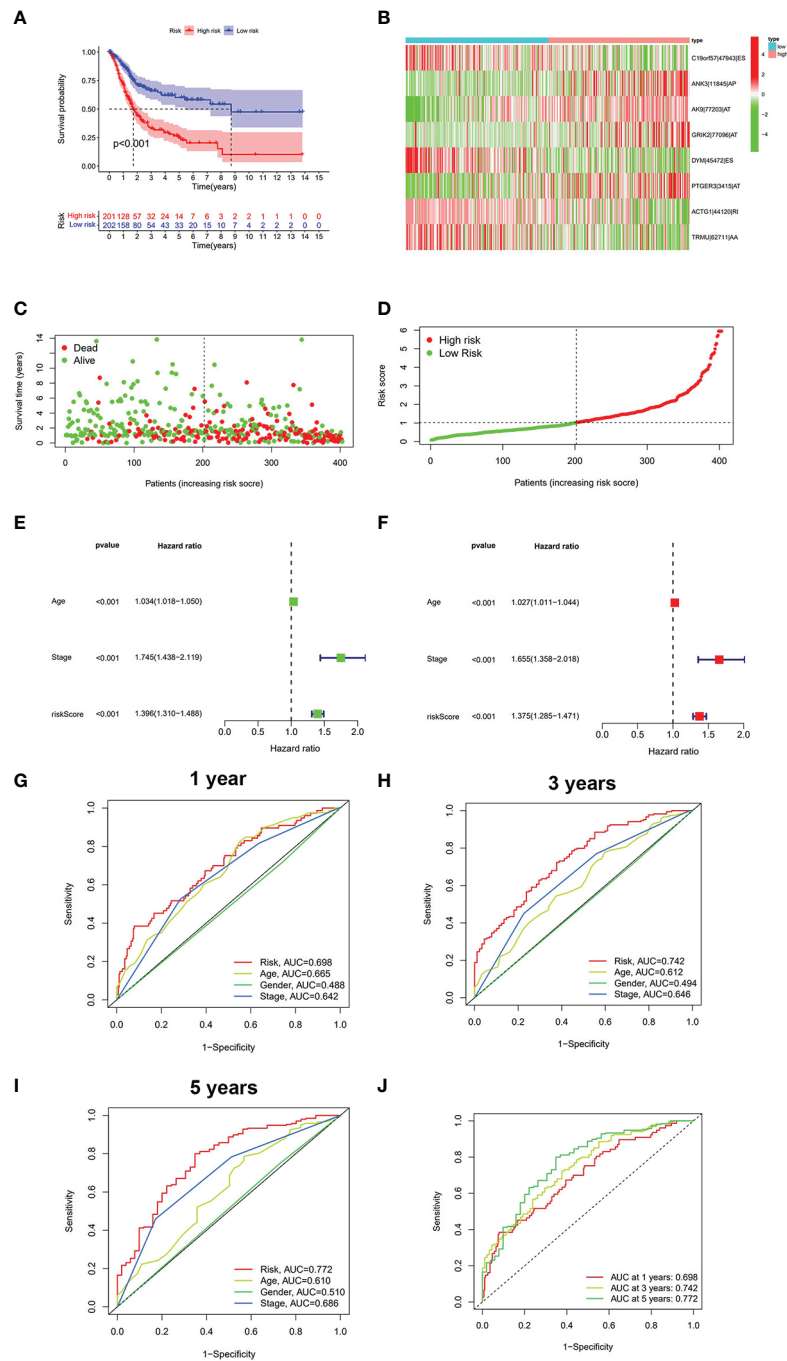 A
Risk High risk Low risk
Survival probability
1.00
0.75
0.50
0.25
0.00
p<0.001
0 1 2 3 4 5 6 7 8 9 10 11 12 13 14 15
Time(years)
Risk
High risk 201 128 57 32 24 14 7 6 3 2 2 1 1 1 0 0
Low risk 202 158 80 54 43 33 20 15 10 7 4 2 2 2 0 0
0 1 2 3 4 5 6 7 8 9 10 11 12 13 14 15
Time(years)
B
type
C19orf57|47943|ES
ANK3|11845|AP
AK9|77203|AT
GRIK2|77096|AT
DYM|45472|ES
PTGER3|3415|AT
ACTG1|44120|RI
TRMU|62711|AA
4
2
0
-2
-4
type
low
high
C
Survival time (years)
14
12
10
8
6
4
2
0
Dead
Alive
0 100 200 300 400
Patients (increasing risk socre)
D
Risk score
6
5
4
3
2
1
0
High risk
Low Risk
0 100 200 300 400
Patients (increasing risk socre)
E
pvalue Hazard ratio
Age <0.001 1.034(1.018−1.050)
Stage <0.001 1.745(1.438−2.119)
riskScore <0.001 1.396(1.310−1.488)
0.0 0.5 1.0 1.5 2.0
Hazard ratio
F
pvalue Hazard ratio
Age <0.001 1.027(1.011−1.044)
Stage <0.001 1.655(1.358−2.018)
riskScore <0.001 1.375(1.285−1.471)
0.0 0.5 1.0 1.5 2.0
Hazard ratio
G
1 year
Sensitivity
1.0
0.8
0.6
0.4
0.2
0.0
Risk, AUC=0.698
Age, AUC=0.665
Gender, AUC=0.488
Stage, AUC=0.642
0.0 0.2 0.4 0.6 0.8 1.0
1−Specificity
H
3 years
Sensitivity
1.0
0.8
0.6
0.4
0.2
0.0
Risk, AUC=0.742
Age, AUC=0.612
Gender, AUC=0.494
Stage, AUC=0.646
0.0 0.2 0.4 0.6 0.8 1.0
1−Specificity
I
5 years
Sensitivity
1.0
0.8
0.6
0.4
0.2
0.0
Risk, AUC=0.772
Age, AUC=0.610
Gender, AUC=0.510
Stage, AUC=0.686
0.0 0.2 0.4 0.6 0.8 1.0
1−Specificity
J
Sensitivity
1.0
0.8
0.6
0.4
0.2
0.0
AUC at 1 years: 0.698
AUC at 3 years: 0.742
AUC at 5 years: 0.772
0.0 0.2 0.4 0.6 0.8 1.0
1−Specificity